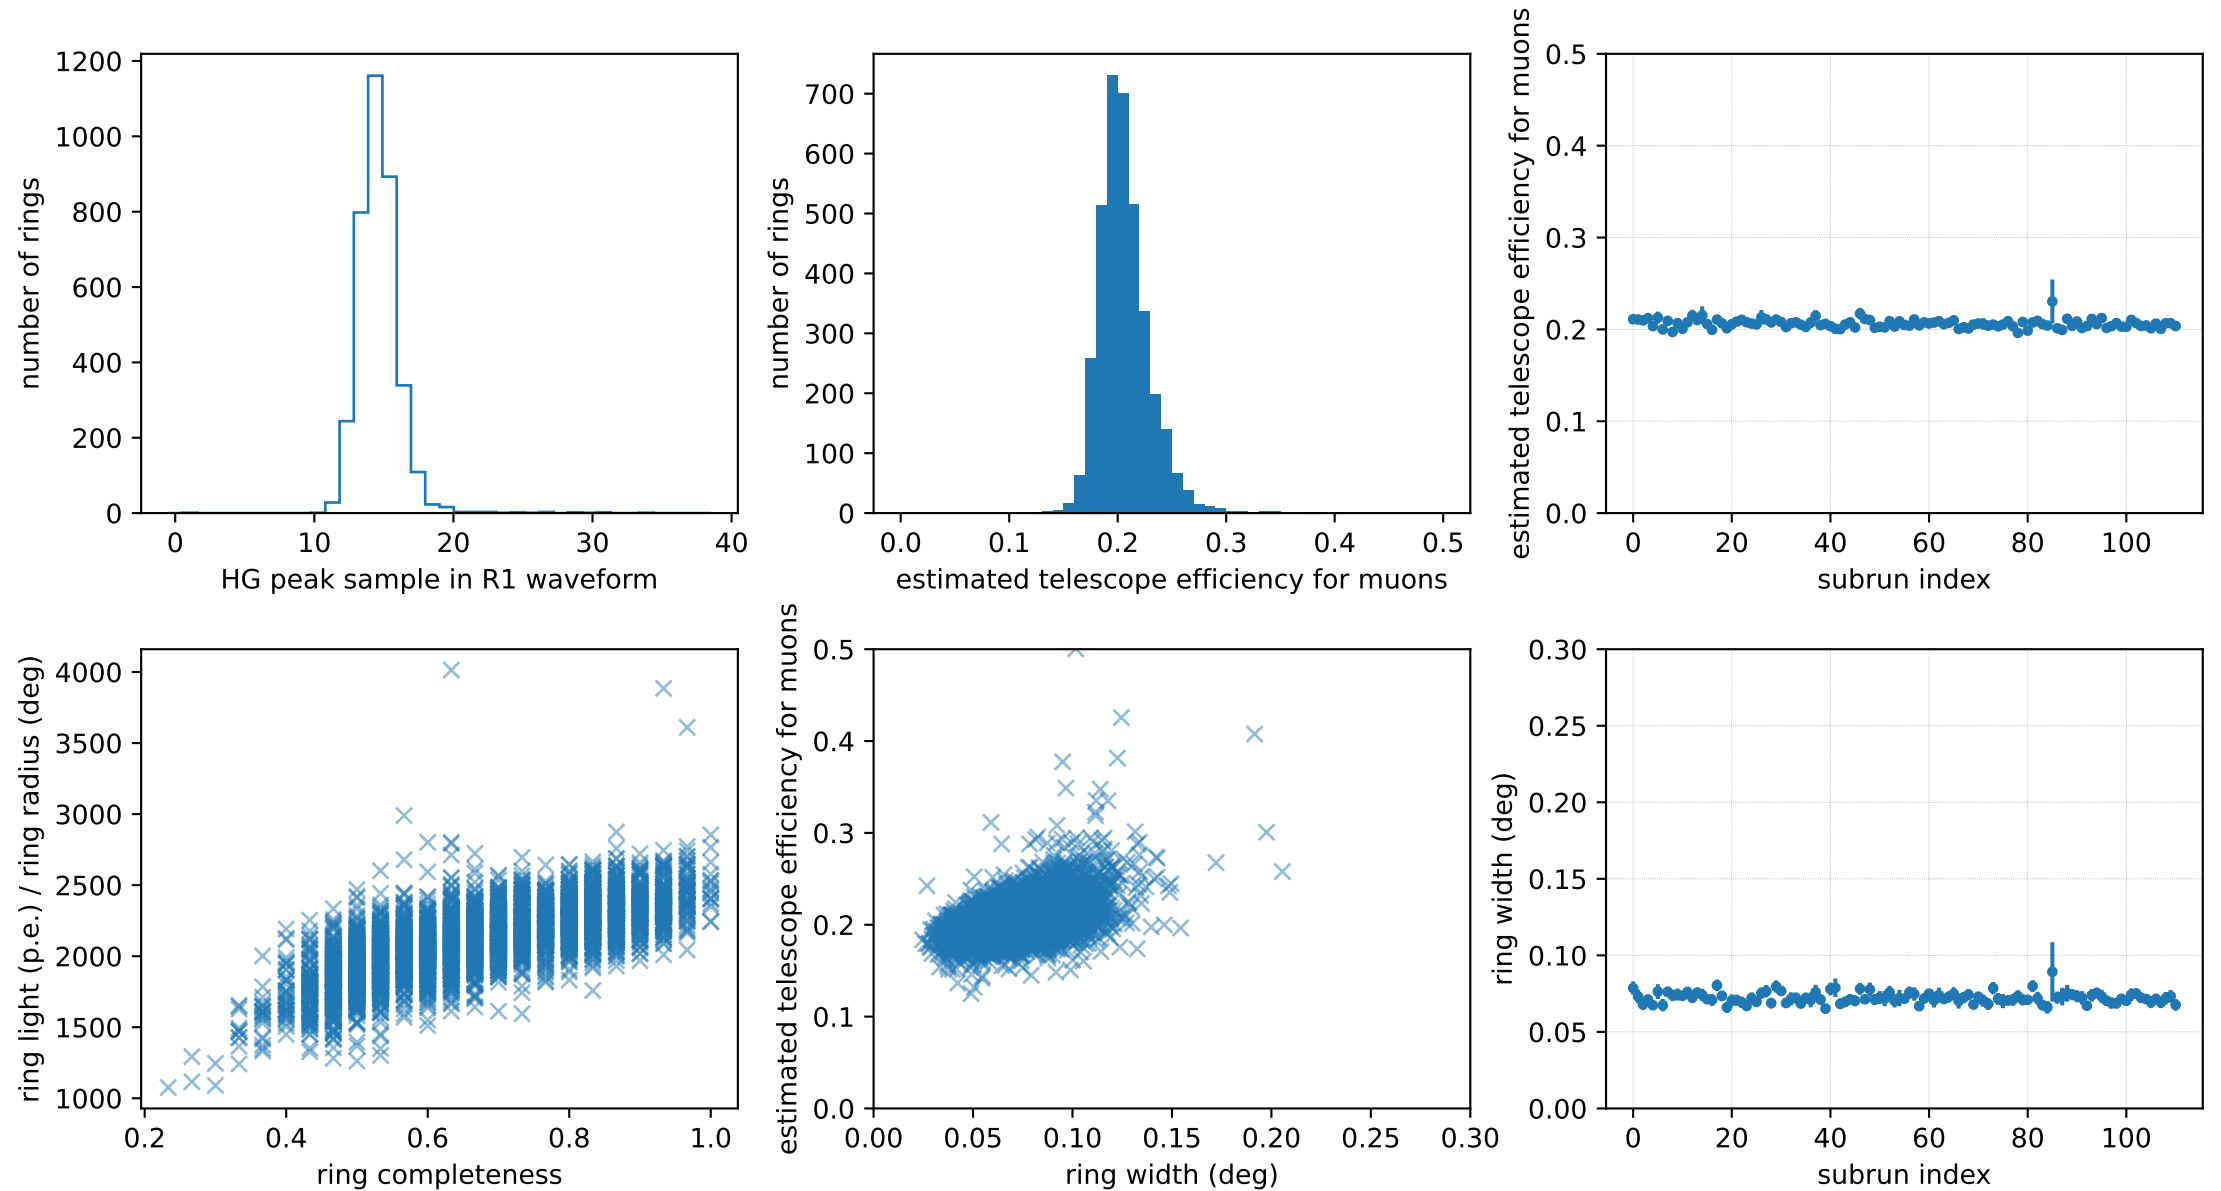 number of rings
1200
1000
800
600
400
200
0
0 10 20 30 40
HG peak sample in R1 waveform
number of rings
700
600
500
400
300
200
100
0
0.0 0.1 0.2 0.3 0.4 0.5
estimated telescope efficiency for muons
estimated telescope efficiency for muons
0.5
0.4
0.3
0.2
0.1
0.0
0 20 40 60 80 100
subrun index
ring light (p.e.) / ring radius (deg)
4000
3500
3000
2500
2000
1500
1000
0.2 0.4 0.6 0.8 1.0
ring completeness
estimated telescope efficiency for muons
0.5
0.4
0.3
0.2
0.1
0.0
0.00 0.05 0.10 0.15 0.20 0.25 0.30
ring width (deg)
ring width (deg)
0.30
0.25
0.20
0.15
0.10
0.05
0.00
0 20 40 60 80 100
subrun index